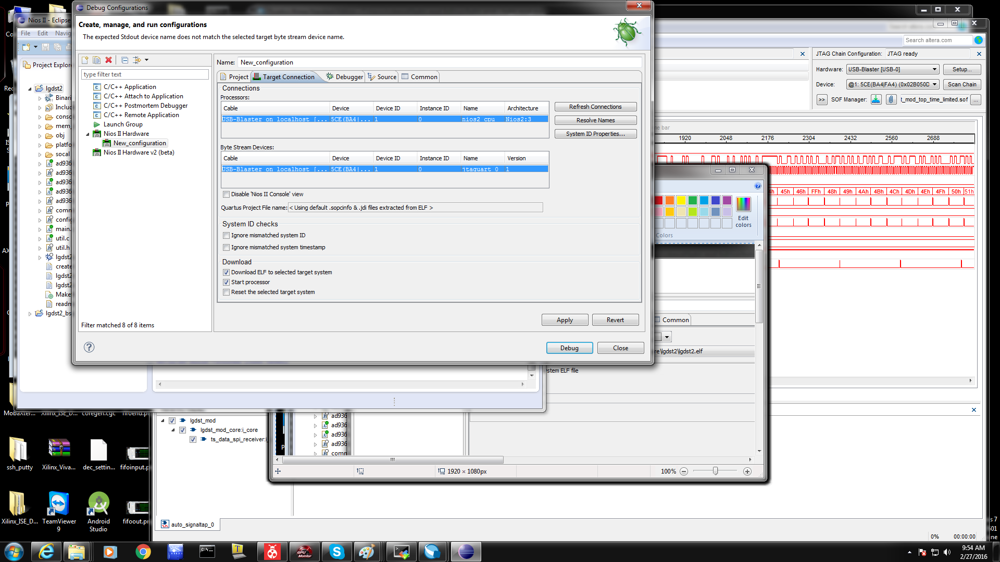 Debug Configurations
Create, manage, and run configurations
The expected Stdout device name does not match the selected target byte stream device name.
Nios II - Eclipse
File Edit Navig
Project Explore
type filter text
C/C++ Application
C/C++ Attach to Application
C/C++ Postmortem Debugger
C/C++ Remote Application
Launch Group
Nios II Hardware
New_configuration
Nios II Hardware v2 (beta)
Filter matched 8 of 8 items
Name: New_configuration
Project Target Connection Debugger Source Common
Connections
Processors:
Cable Device Device ID Instance ID Name Architecture
USB-Blaster on localhost [... 5CE(BA4|... 1 0 nios2_cpu Nios2:3
Refresh Connections
Resolve Names
System ID Properties...
Byte Stream Devices:
Cable Device Device ID Instance ID Name Version
USB-Blaster on localhost [... 5CE(BA4|... 1 0 jtaguart_0 1
Disable 'Nios II Console' view
Quartus Project File name: < Using default .sopcinfo & .jdi files extracted from ELF >
System ID checks
Ignore mismatched system ID
Ignore mismatched system timestamp
Download
Download ELF to selected target system
Start processor
Reset the selected target system
Apply Revert
Debug Close
lgdst2
Binari
Includ
conso
mem_
obj
platfo
socal
ad936
ad936
ad936
ad936
ad936
comm
config
main.
util.c
util.h
lgdst2
create
lgdst2
lgdst2
Make
readm
lgdst2_bs
Search altera.com
JTAG Chain Configuration: JTAG ready
Hardware: USB-Blaster [USB-0] Setup...
Device: @1: 5CE(BA4|FA4) (0x02B050D Scan Chain
>> SOF Manager: t_mod_top_time_limited.sof ...
ne bar
1920 2048 2176 2304 2432 2560 2688
45h 46h FFh 48h 49h 4Ah 4Bh 4Ch 4Dh 4Eh 4Fh 50h 51h
Edit
colors
Colors
Common
re\lgdst2\lgdst2.elf
stem ELF file
ad936
ad936
ad936
ad936
comm
1920 × 1080px
100%
lgdst_mod
lgdst_mod_core:i_core
ts_data_spi_receiver:i_
auto_signaltap_0
0% 00:00:00
MobaXter... Xilinx_ISE_D... coregen.cgc fifoend.p
ssh_putty Xilinx_Viva... dec_settin... fifoinput.p
Xilinx_ISE_D... TeamViewer
9 Android
Studio fifoout.pr
9:54 AM
2/27/2016